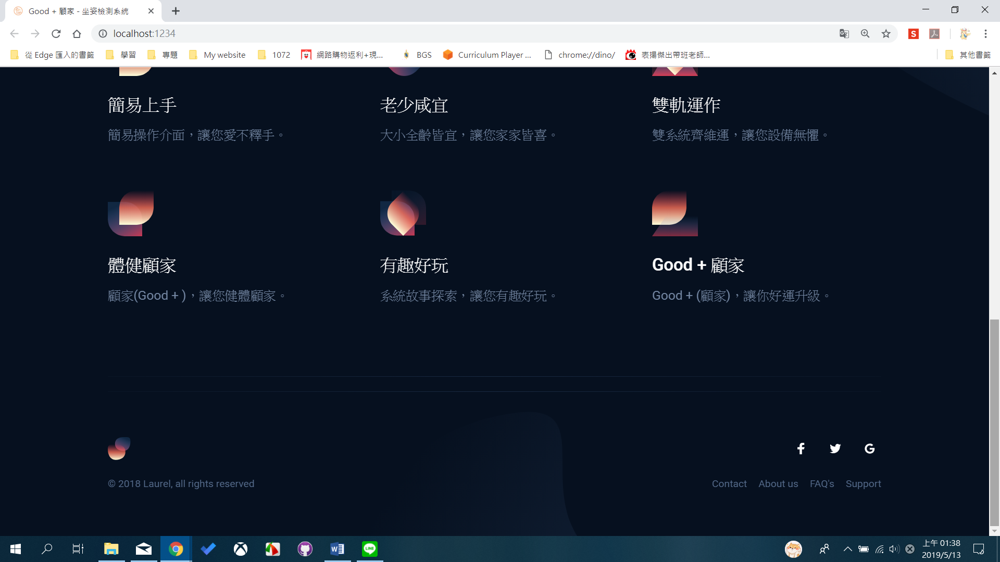 Good + 顧家 - 坐姿檢測系統
localhost:1234
從 Edge 匯入的書籤
學習
專題
My website
1072
網路購物返利+現...
BGS
Curriculum Player ...
chrome://dino/
表揚傑出帶班老師...
其他書籤
簡易上手
老少咸宜
雙軌運作
簡易操作介面，讓您愛不釋手。
大小全齡皆宜，讓您家家皆喜。
雙系統齊維運，讓您設備無懼。
體健顧家
有趣好玩
Good + 顧家
顧家(Good + )，讓您健體顧家。
系統故事探索，讓您有趣好玩。
Good + (顧家)，讓你好運升級。
© 2018 Laurel, all rights reserved
Contact About us FAQ's Support
上午 01:38
2019/5/13